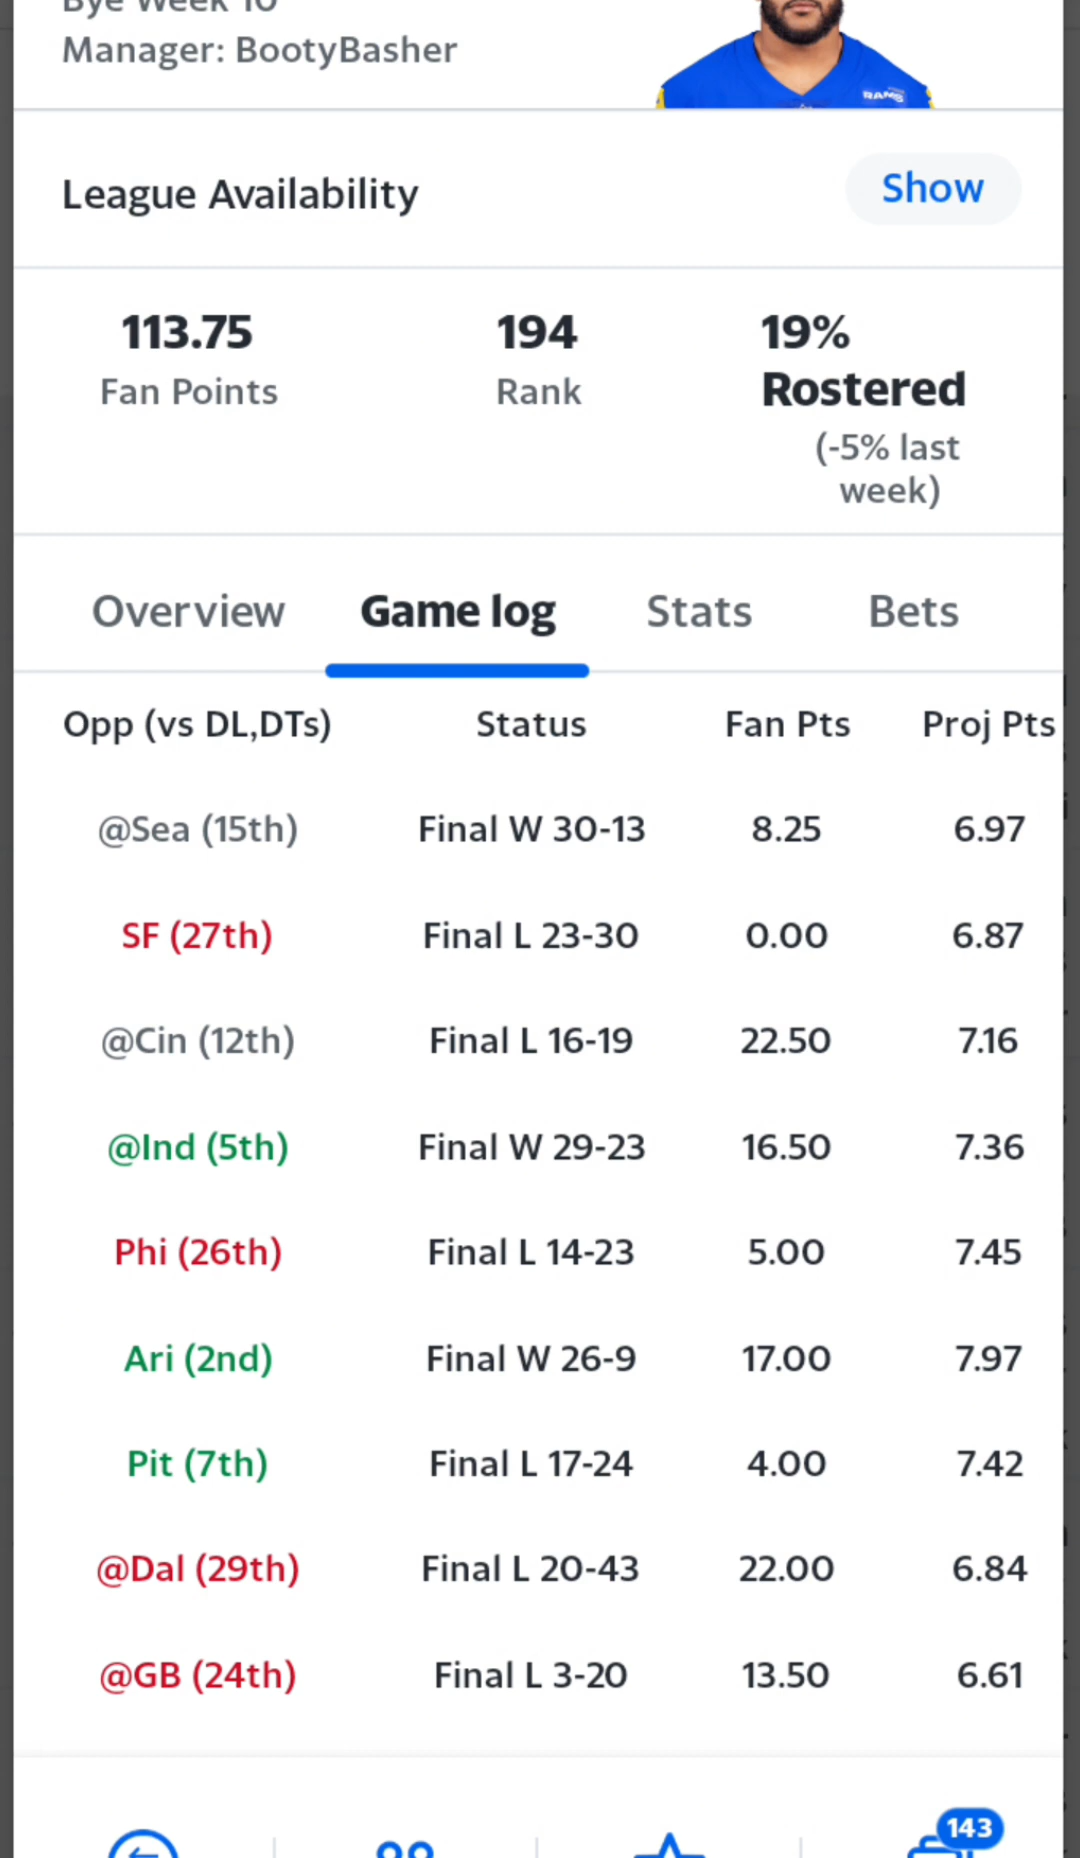 Bye Week 10
Manager: BootyBasher
RAMS
League Availability
Show
113.75
Fan Points
194
Rank
19%
Rostered
(-5% last
week)
Overview Game log Stats Bets
Opp (vs DL,DTs) Status Fan Pts Proj Pts
@Sea (15th) Final W 30-13 8.25 6.97
SF (27th) Final L 23-30 0.00 6.87
@Cin (12th) Final L 16-19 22.50 7.16
@Ind (5th) Final W 29-23 16.50 7.36
Phi (26th) Final L 14-23 5.00 7.45
Ari (2nd) Final W 26-9 17.00 7.97
Pit (7th) Final L 17-24 4.00 7.42
@Dal (29th) Final L 20-43 22.00 6.84
@GB (24th) Final L 3-20 13.50 6.61
143